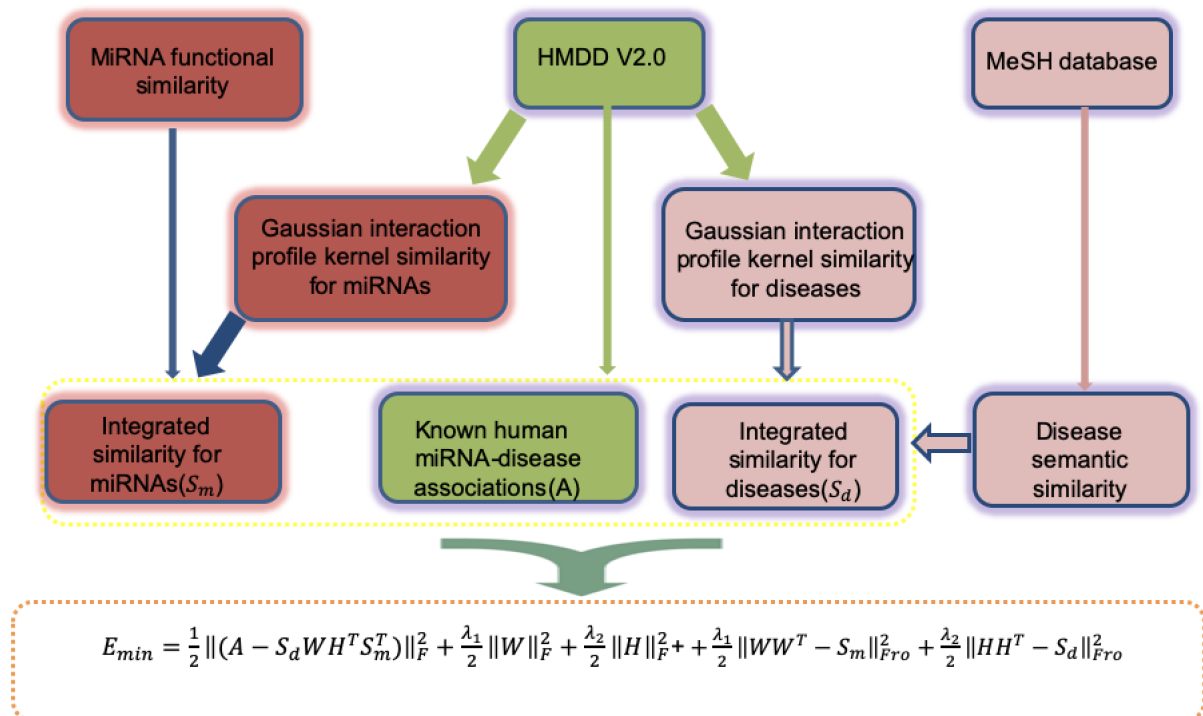 MiRNA functional
similarity
HMDD V2.0
MeSH database
Gaussian interaction
profile kernel similarity
for miRNAs
Gaussian interaction
profile kernel similarity
for diseases
Integrated
similarity for
miRNAs(𝑆ₘ)
Known human
miRNA-disease
associations(A)
Integrated
similarity for
diseases(𝑆_d)
Disease
semantic
similarity
E_min = 1/2 ‖(A − S_d W H^T S_m^T)‖_F^2 + λ_1/2 ‖W‖_F^2 + λ_2/2 ‖H‖_F^2 + + λ_1/2 ‖WW^T − S_m‖_Fro^2 + λ_2/2 ‖HH^T − S_d‖_Fro^2